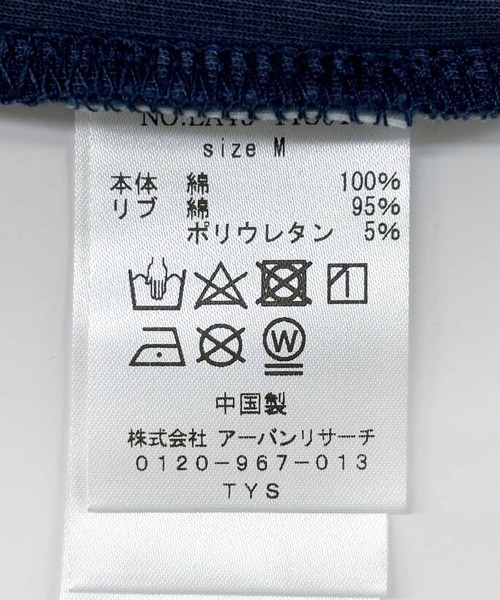 size M
本体 綿 100%
リブ 綿 95%
ポリウレタン 5%
W
中国製
株式会社 アーバンリサーチ
0120-967-013
TYS